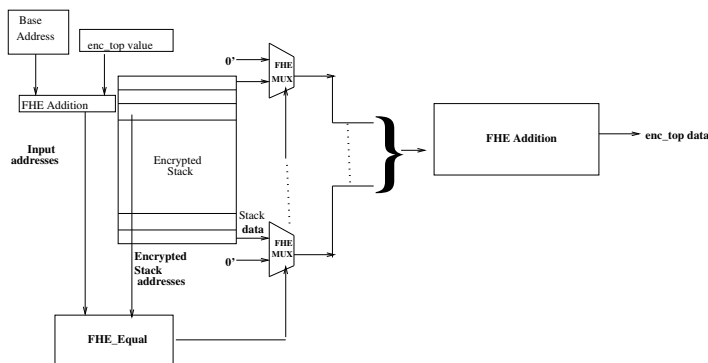 Base
Address
enc_top value
FHE Addition
Input
addresses
Encrypted
Stack
0'
FHE
MUX
Stack
data
FHE
MUX
0'
Encrypted
Stack
addresses
FHE_Equal
}
FHE Addition
enc_top data